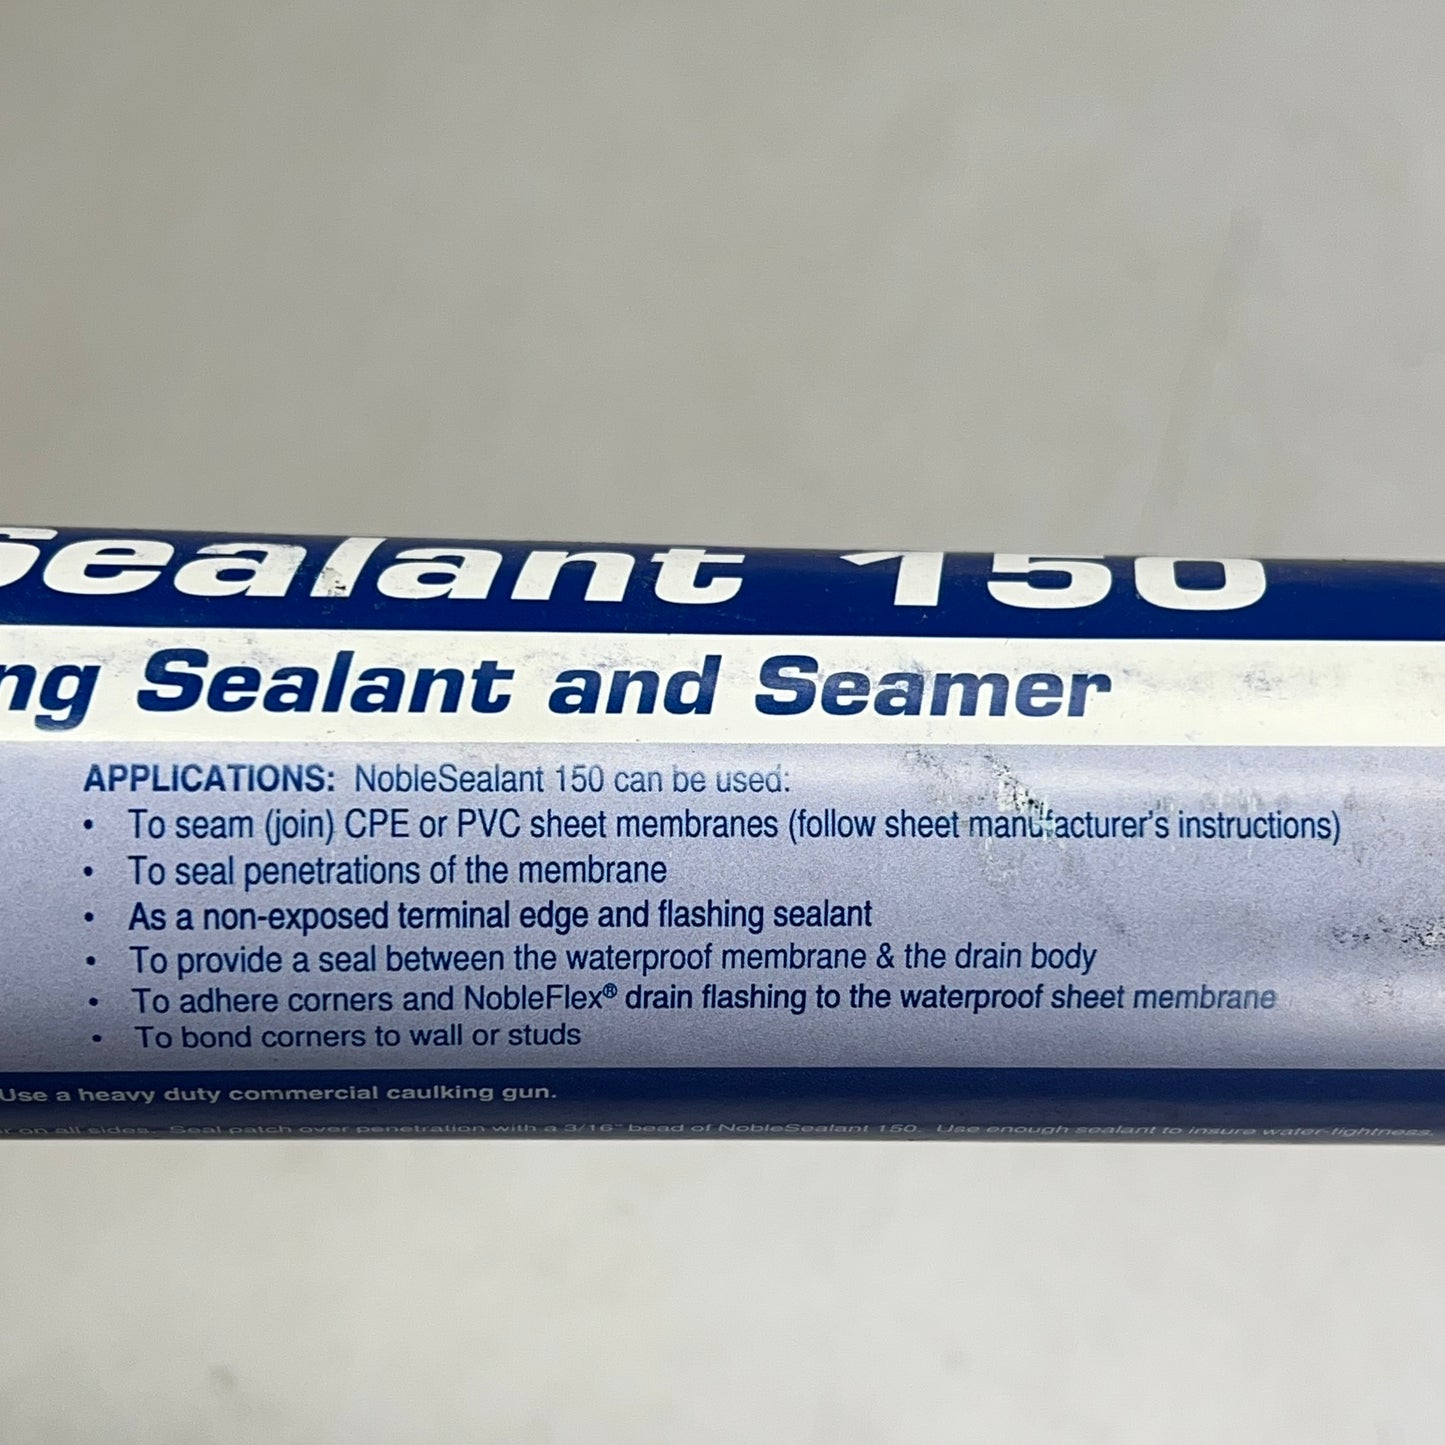 Sealant 150
ng Sealant and Seamer
APPLICATIONS: NobleSealant 150 can be used:
• To seam (join) CPE or PVC sheet membranes (follow sheet manufacturer's instructions)
• To seal penetrations of the membrane
• As a non-exposed terminal edge and flashing sealant
• To provide a seal between the waterproof membrane & the drain body
• To adhere corners and NobleFlex® drain flashing to the waterproof sheet membrane
• To bond corners to wall or studs
Use a heavy duty commercial caulking gun.
on all sides. Seal patch over penetration with a 3/16" bead of NobleSealant 150. Use enough sealant to insure water-tightness.